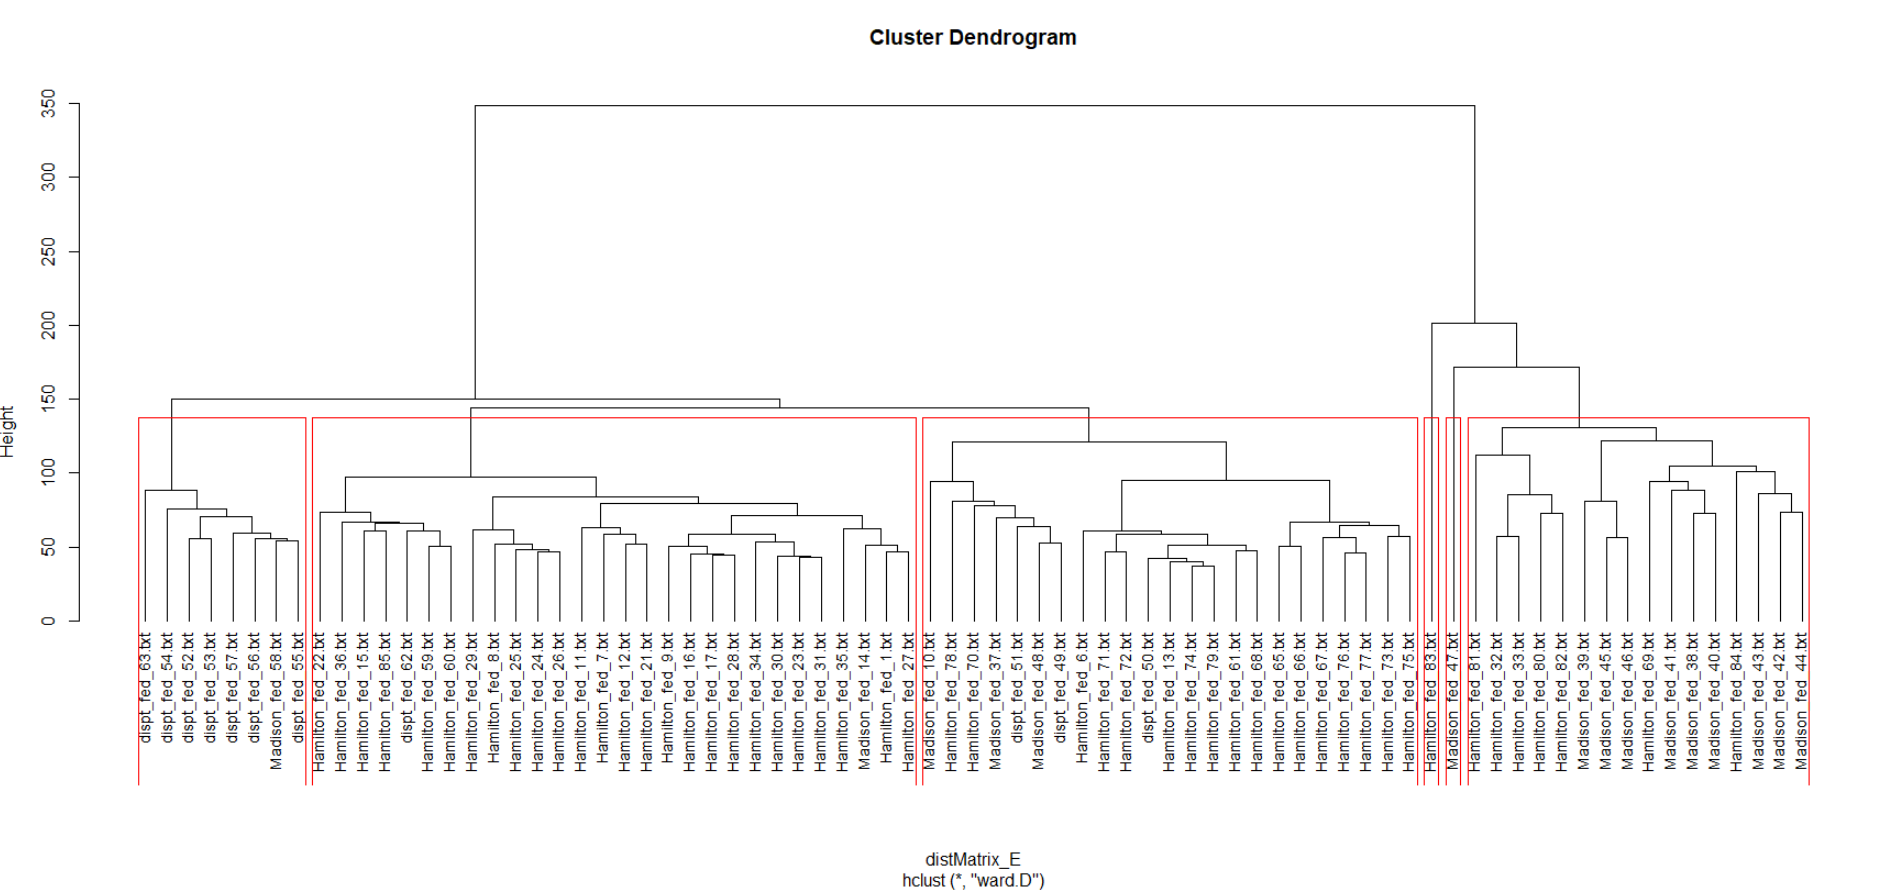 Cluster Dendrogram
Height
350
300
250
200
150
100
50
0
dispt_fed_63.txt
dispt_fed_54.txt
dispt_fed_52.txt
dispt_fed_53.txt
dispt_fed_57.txt
dispt_fed_56.txt
Madison_fed_58.txt
dispt_fed_55.txt
Hamilton_fed_22.txt
Hamilton_fed_36.txt
Hamilton_fed_15.txt
Hamilton_fed_85.txt
dispt_fed_62.txt
Hamilton_fed_59.txt
Hamilton_fed_60.txt
Hamilton_fed_29.txt
Hamilton_fed_8.txt
Hamilton_fed_25.txt
Hamilton_fed_24.txt
Hamilton_fed_26.txt
Hamilton_fed_11.txt
Hamilton_fed_7.txt
Hamilton_fed_12.txt
Hamilton_fed_21.txt
Hamilton_fed_9.txt
Hamilton_fed_16.txt
Hamilton_fed_17.txt
Hamilton_fed_28.txt
Hamilton_fed_34.txt
Hamilton_fed_30.txt
Hamilton_fed_23.txt
Hamilton_fed_31.txt
Hamilton_fed_35.txt
Madison_fed_14.txt
Hamilton_fed_1.txt
Hamilton_fed_27.txt
Madison_fed_10.txt
Hamilton_fed_78.txt
Hamilton_fed_70.txt
Madison_fed_37.txt
dispt_fed_51.txt
Madison_fed_48.txt
dispt_fed_49.txt
Hamilton_fed_6.txt
Hamilton_fed_71.txt
Hamilton_fed_72.txt
dispt_fed_50.txt
Hamilton_fed_13.txt
Hamilton_fed_74.txt
Hamilton_fed_79.txt
Hamilton_fed_61.txt
Hamilton_fed_68.txt
Hamilton_fed_65.txt
Hamilton_fed_66.txt
Hamilton_fed_67.txt
Hamilton_fed_76.txt
Hamilton_fed_77.txt
Hamilton_fed_73.txt
Hamilton_fed_75.txt
Hamilton_fed_83.txt
Madison_fed_47.txt
Hamilton_fed_81.txt
Hamilton_fed_32.txt
Hamilton_fed_33.txt
Hamilton_fed_80.txt
Hamilton_fed_82.txt
Madison_fed_39.txt
Madison_fed_45.txt
Madison_fed_46.txt
Hamilton_fed_69.txt
Madison_fed_41.txt
Madison_fed_38.txt
Madison_fed_40.txt
Hamilton_fed_84.txt
Madison_fed_43.txt
Madison_fed_42.txt
Madison_fed_44.txt
distMatrix_E
hclust (*, "ward.D")